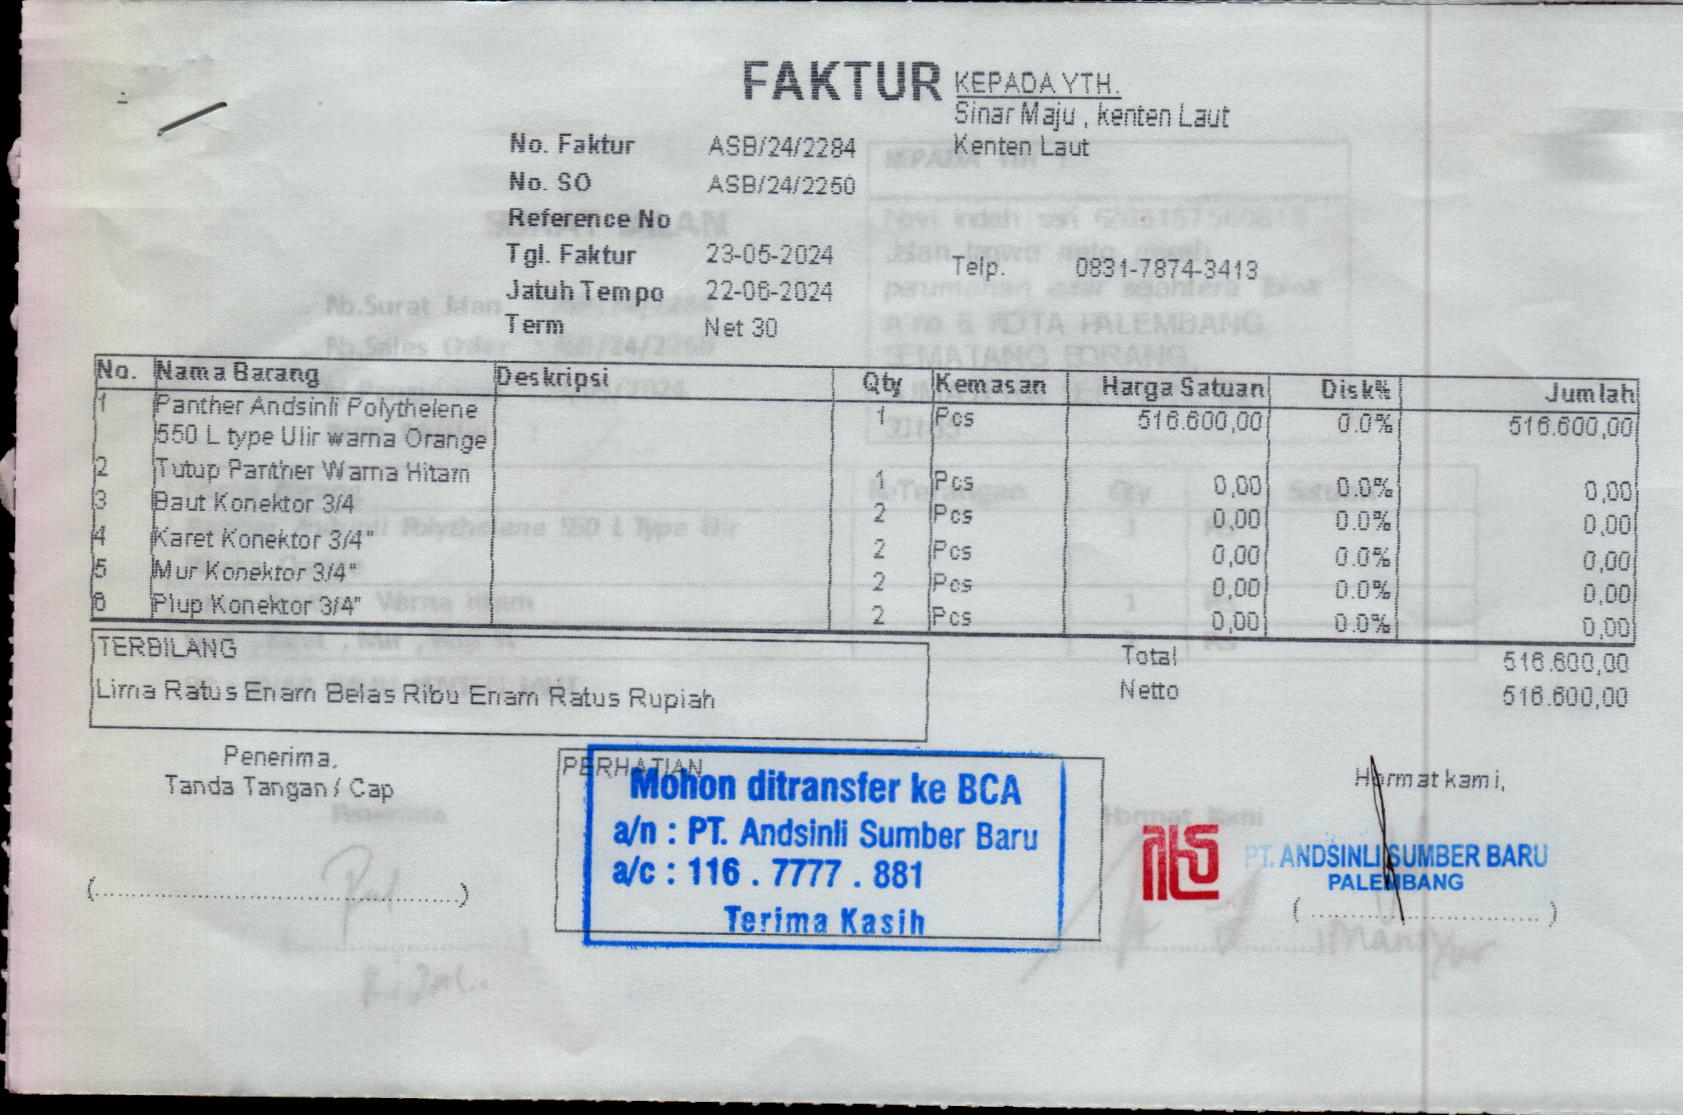 FAKTUR
KEPADA YTH.
Sinar Maju , kenten Laut
Kenten Laut
No. Faktur ASB/24/2284
No. SO ASB/24/2260
Reference No
Tgl. Faktur 23-05-2024
Jatuh Tempo 22-06-2024
Term Net 30
Telp. 0831-7874-3413
No. Nama Barang Deskripsi Qty Kemasan Harga Satuan Disk% Jumlah
1 Panther Andsinli Polythelene 1 Pcs 516.600,00 0.0% 516.600,00
550 L type Ulir warna Orange
2 Tutup Panther Warna Hitam 1 Pcs 0,00 0.0% 0,00
3 Baut Konektor 3/4 2 Pcs 0,00 0.0% 0,00
4 Karet Konektor 3/4" 2 Pcs 0,00 0.0% 0,00
5 Mur Konektor 3/4" 2 Pcs 0,00 0.0% 0,00
6 Plup Konektor 3/4" 2 Pcs 0,00 0.0% 0,00
TERBILANG
Lima Ratus Enam Belas Ribu Enam Ratus Rupiah
Total 516.600,00
Netto 516.600,00
Penerima,
Tanda Tangan / Cap
PERHATIAN
Mohon ditransfer ke BCA
a/n : PT. Andsinli Sumber Baru
a/c : 116 . 7777 . 881
Terima Kasih
Hormat kami,
PT. ANDSINLI SUMBER BARU
PALEMBANG